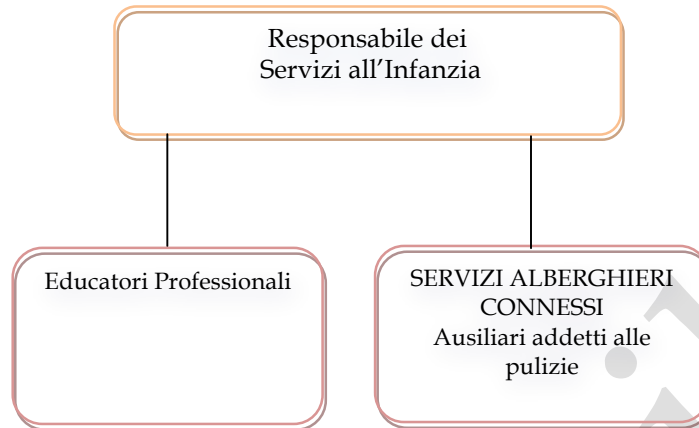 Responsabile dei
Servizi all’Infanzia
Educatori Professionali
SERVIZI ALBERGHIERI
CONNESSI
Ausiliari addetti alle
pulizie